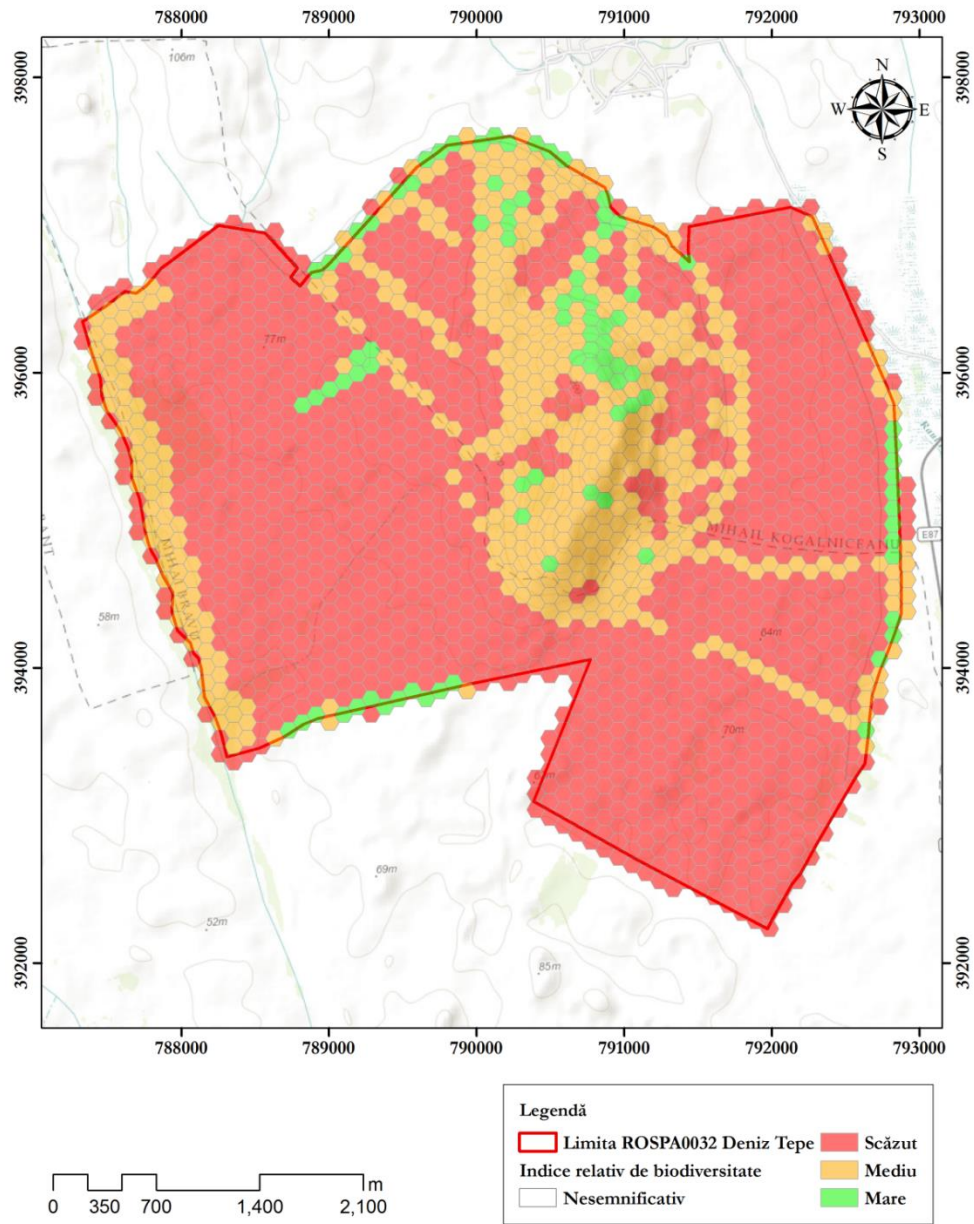 788000 789000 790000 791000 792000 793000
398000 398000
106m
N
W E
S
396000 396000
77m
E87
MIHAIL KOGALNICEANU
MIHAI BRAVU
58m
64m
394000 394000
70m
69m
52m
85m
392000 392000
788000 789000 790000 791000 792000 793000
Legendă
Limita ROSPA0032 Deniz Tepe
Scăzut
Indice relativ de biodiversitate
Mediu
Nesemnificativ
Mare
m
0 350 700 1,400 2,100